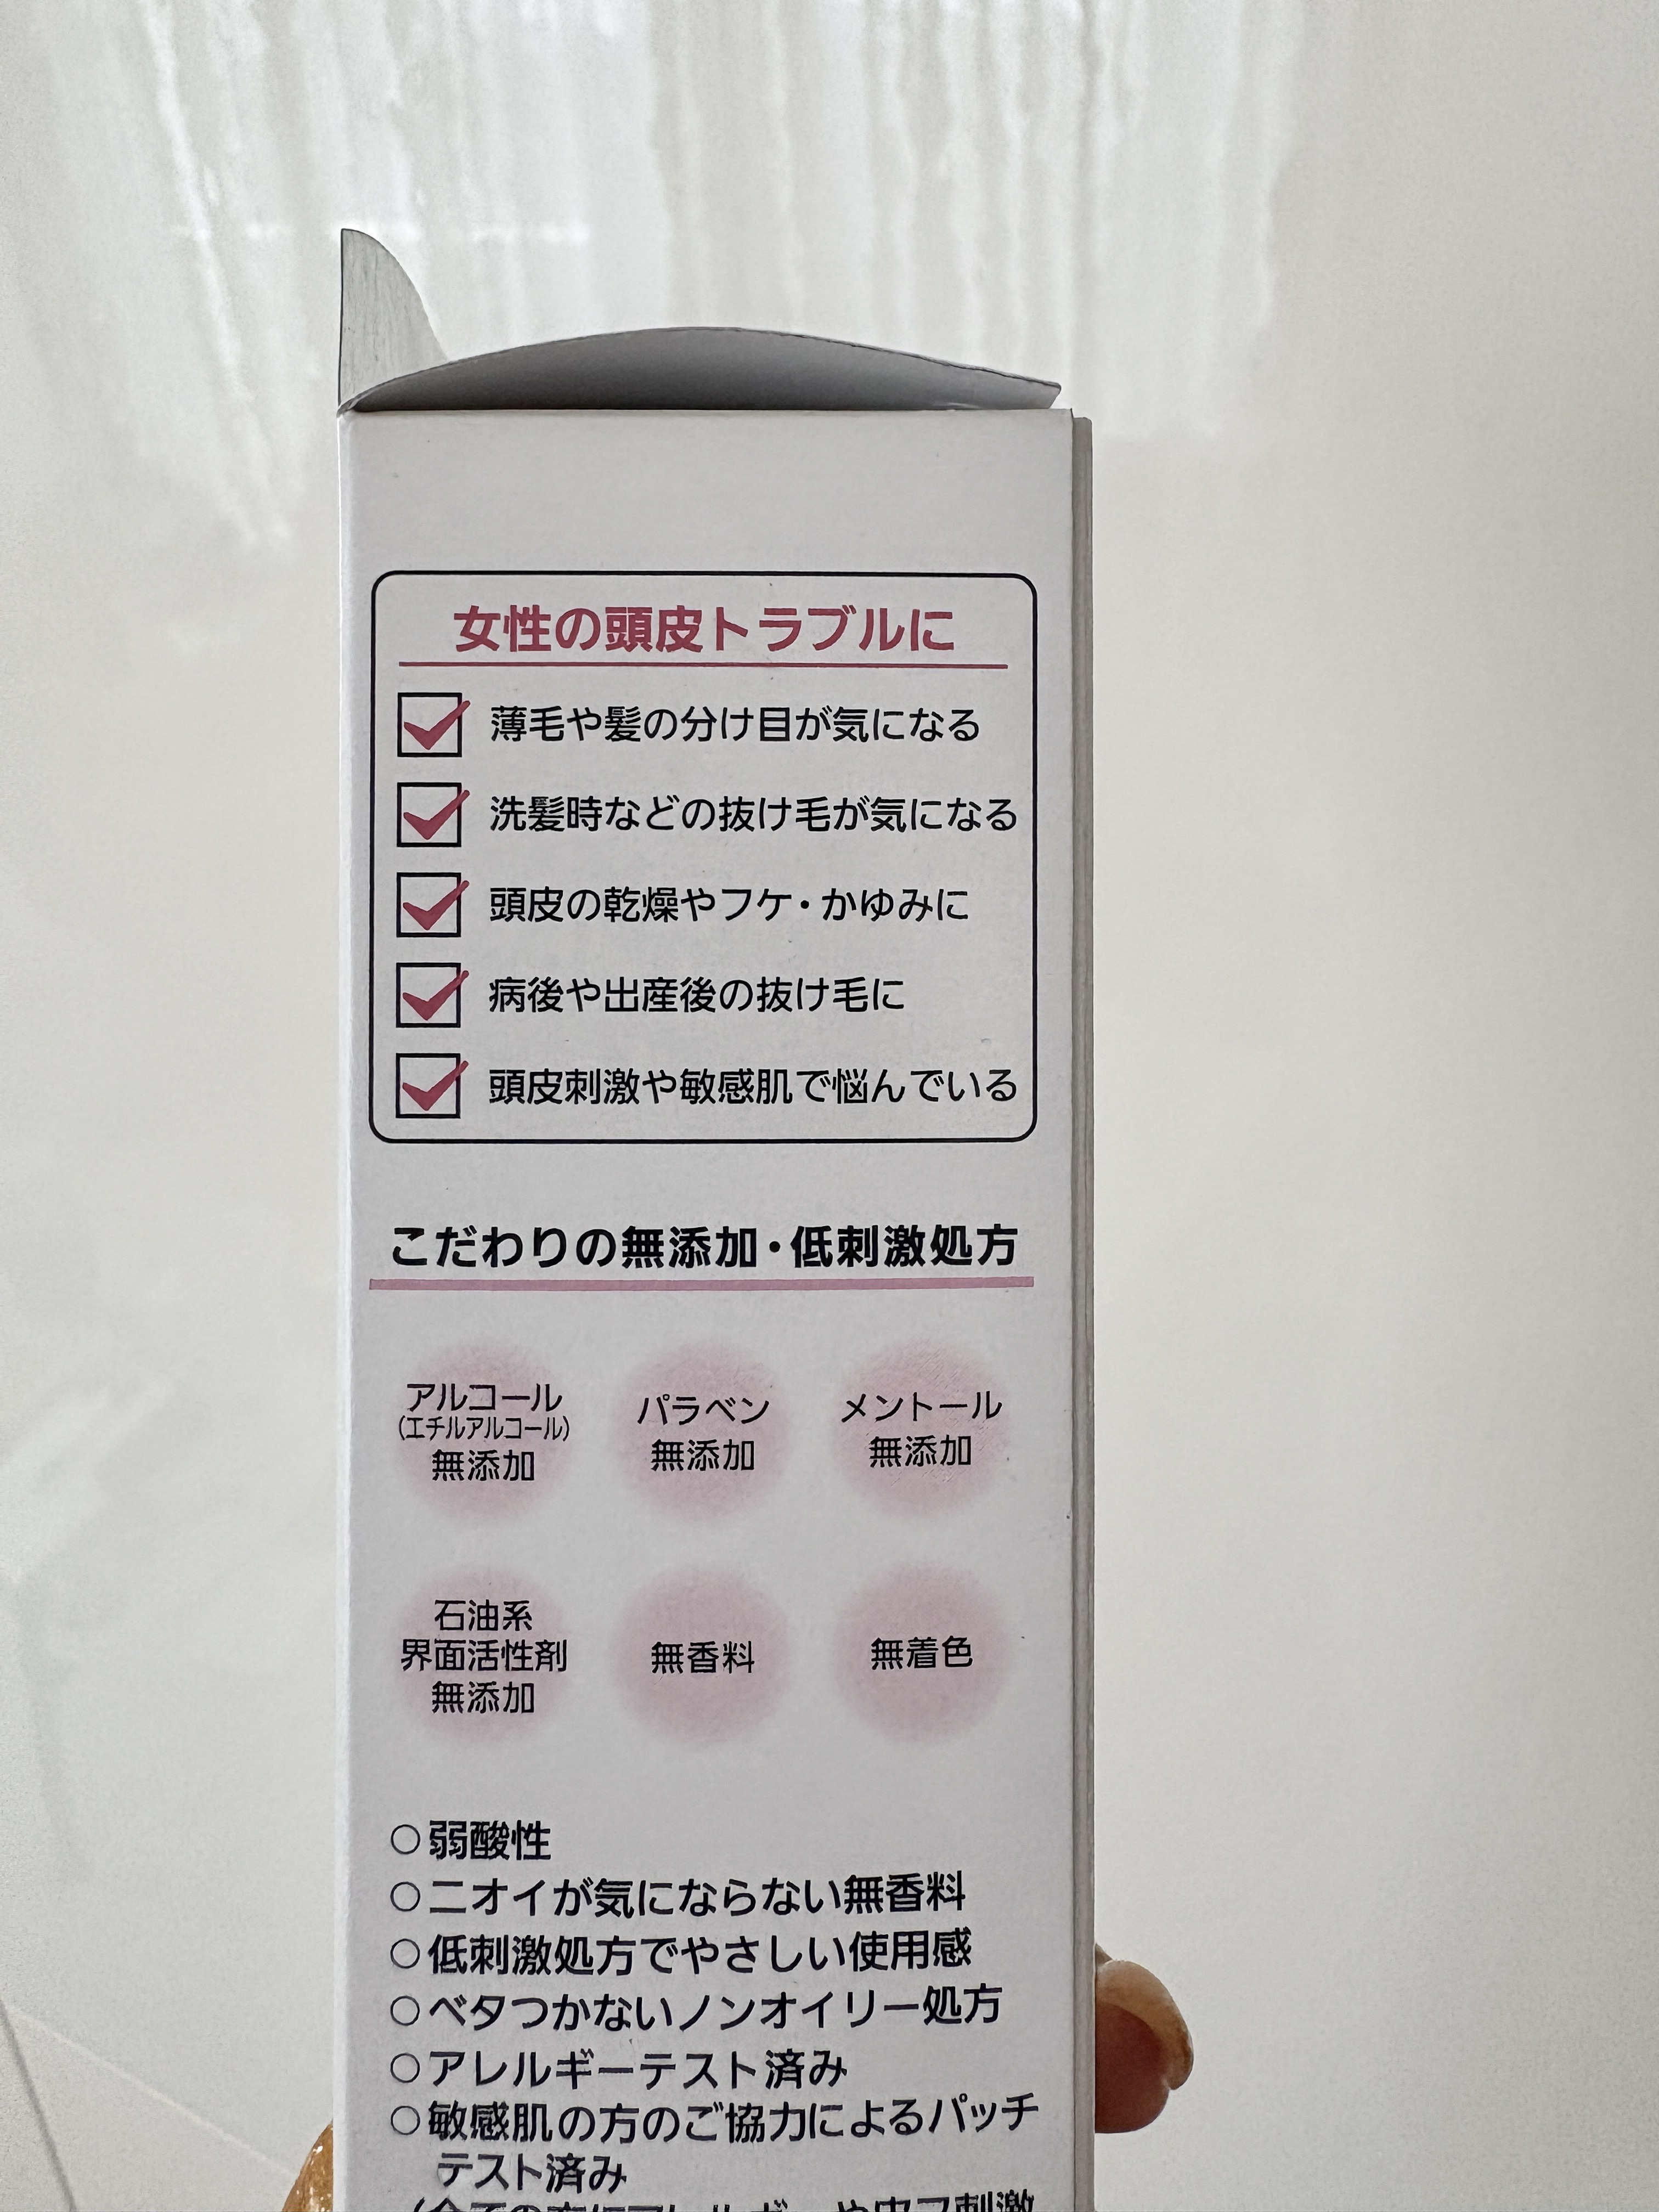 女性の頭皮トラブルに
薄毛や髪の分け目が気になる
洗髪時などの抜け毛が気になる
頭皮の乾燥やフケ・かゆみに
病後や出産後の抜け毛に
頭皮刺激や敏感肌で悩んでいる
こだわりの無添加・低刺激処方
アルコール
(エチルアルコール)
無添加
パラベン
無添加
メントール
無添加
石油系
界面活性剤
無添加
無香料
無着色
○弱酸性
○ニオイが気にならない無香料
○低刺激処方でやさしい使用感
○ベタつかないノンオイリー処方
○アレルギーテスト済み
○敏感肌の方のご協力によるパッチ
テスト済み